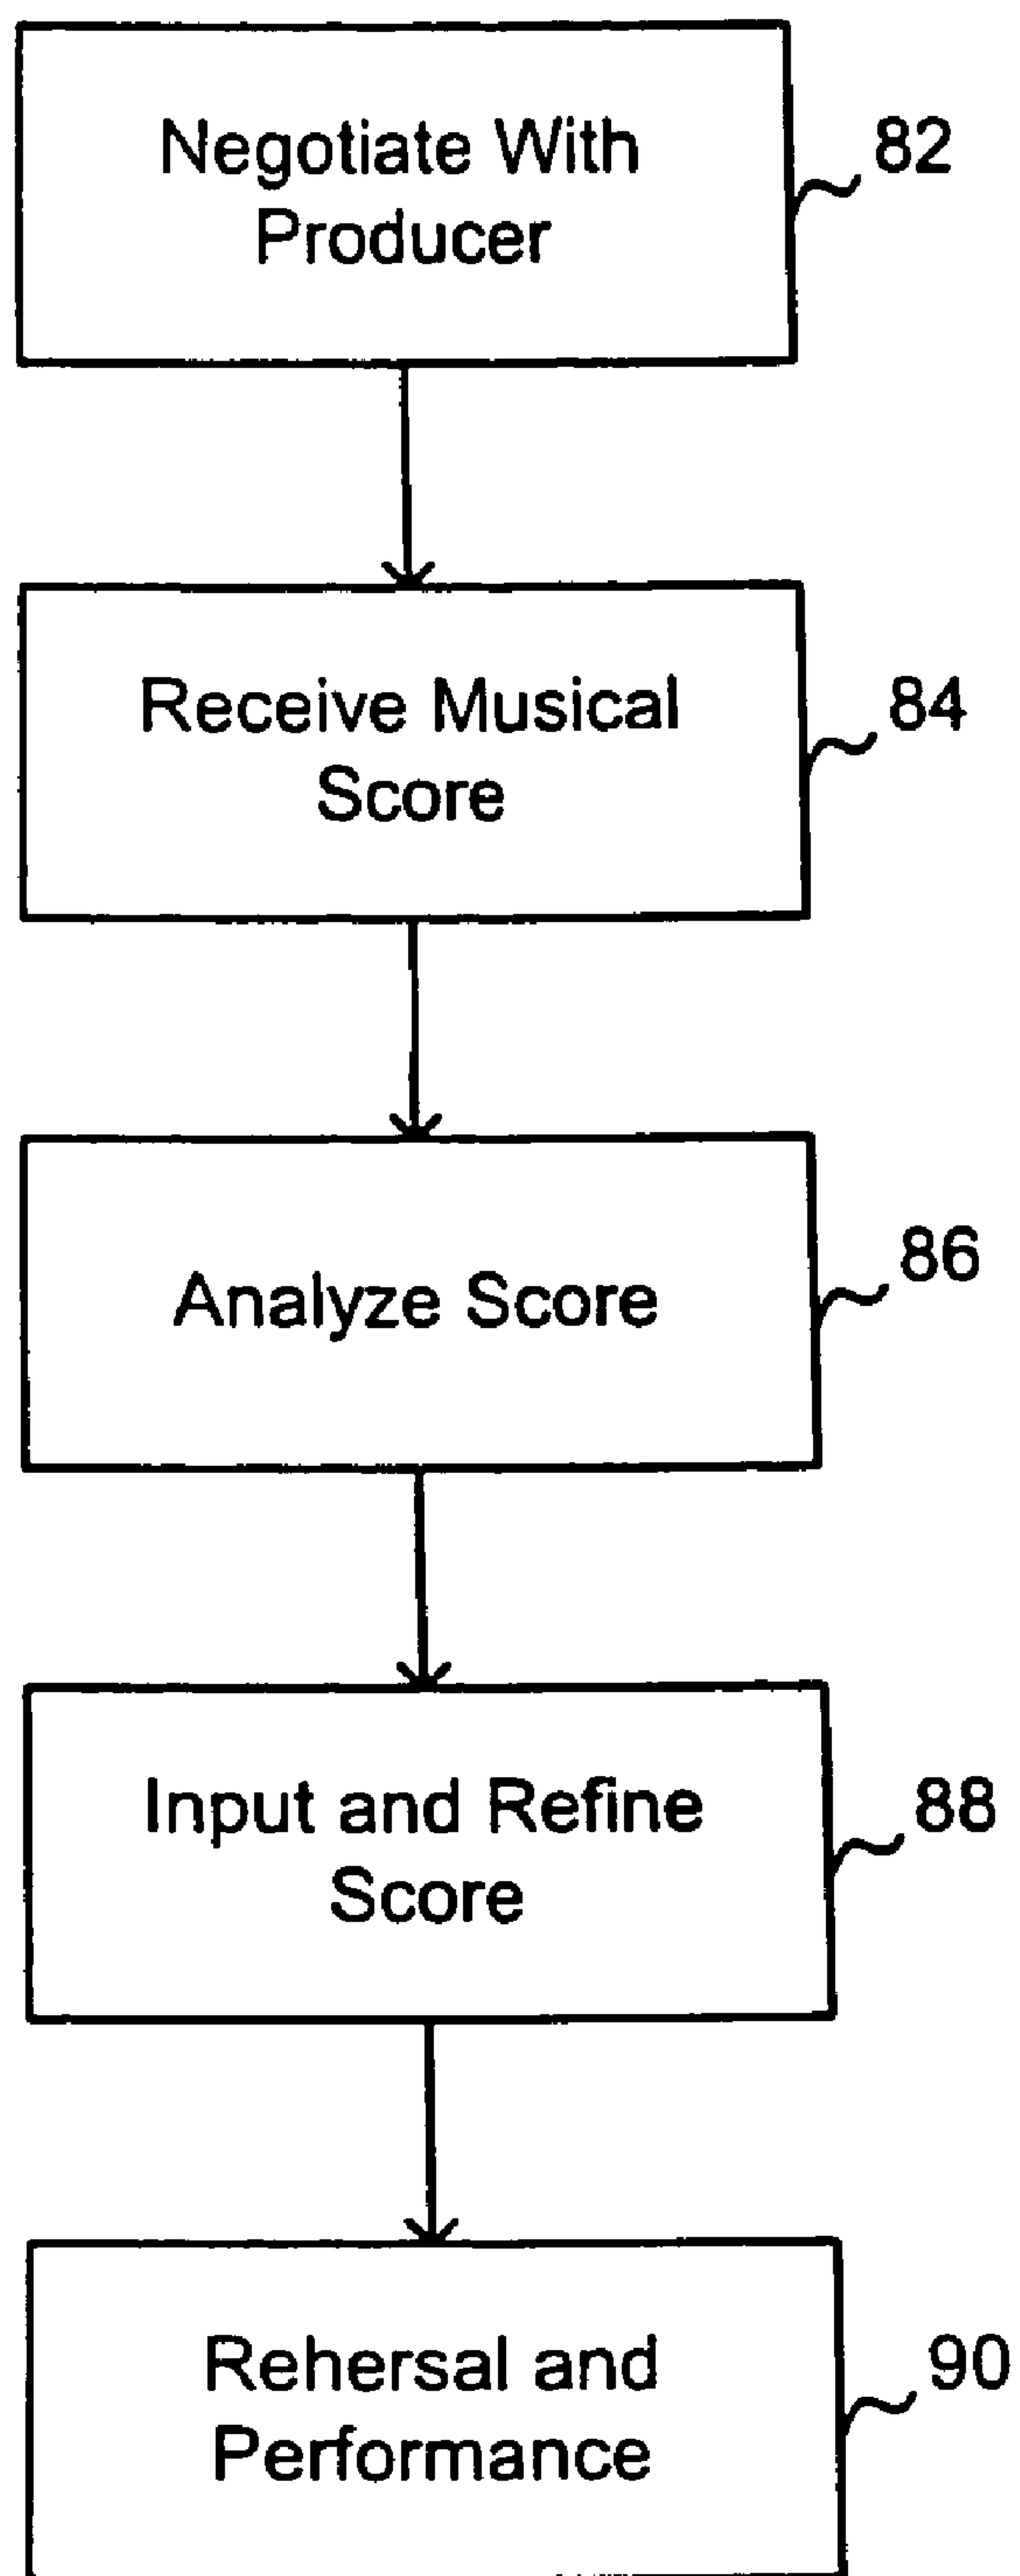 Negotiate With
Producer
82
Receive Musical
Score
84
Analyze Score
86
Input and Refine
Score
88
Rehersal and
Performance
90